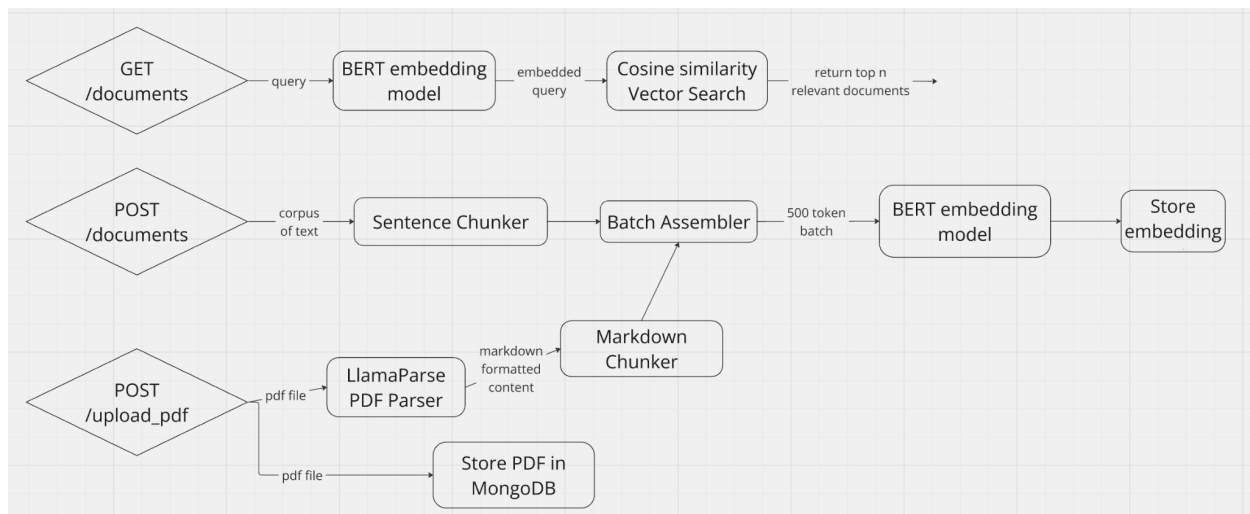 GET
/documents
query
BERT embedding
model
embedded
query
Cosine similarity
Vector Search
return top n
relevant documents
POST
/documents
corpus
of text
Sentence Chunker
Batch Assembler
500 token
batch
BERT embedding
model
Store
embedding
POST
/upload_pdf
pdf file
LlamaParse
PDF Parser
markdown
formatted
content
Markdown
Chunker
pdf file
Store PDF in
MongoDB